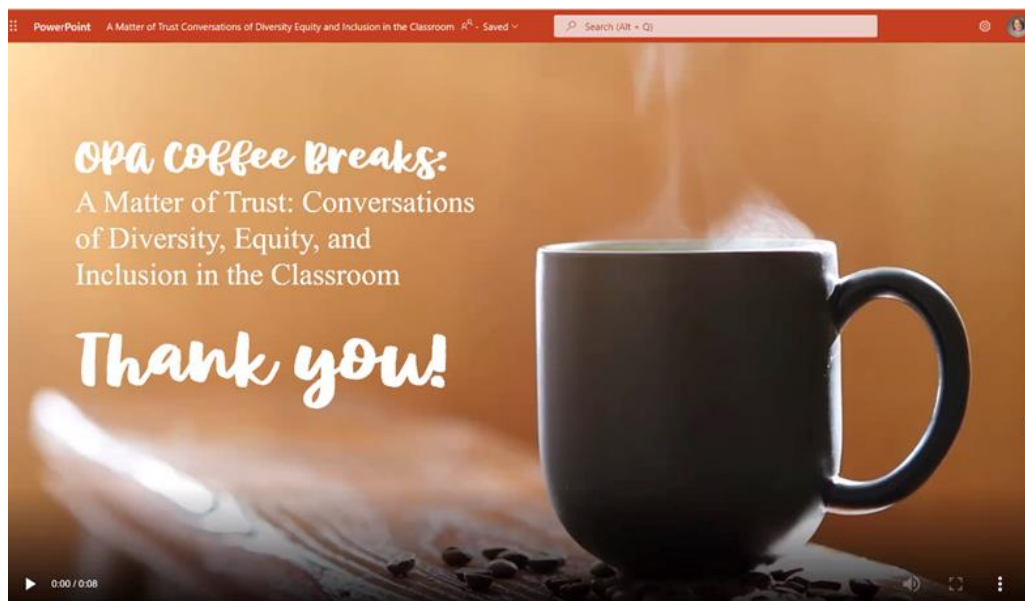 PowerPoint A Matter of Trust Conversations of Diversity Equity and Inclusion in the Classroom - Saved Search (Alt + Q)
OPA Coffee Breaks:
A Matter of Trust: Conversations
of Diversity, Equity, and
Inclusion in the Classroom
Thank you!
0:00 / 0:08